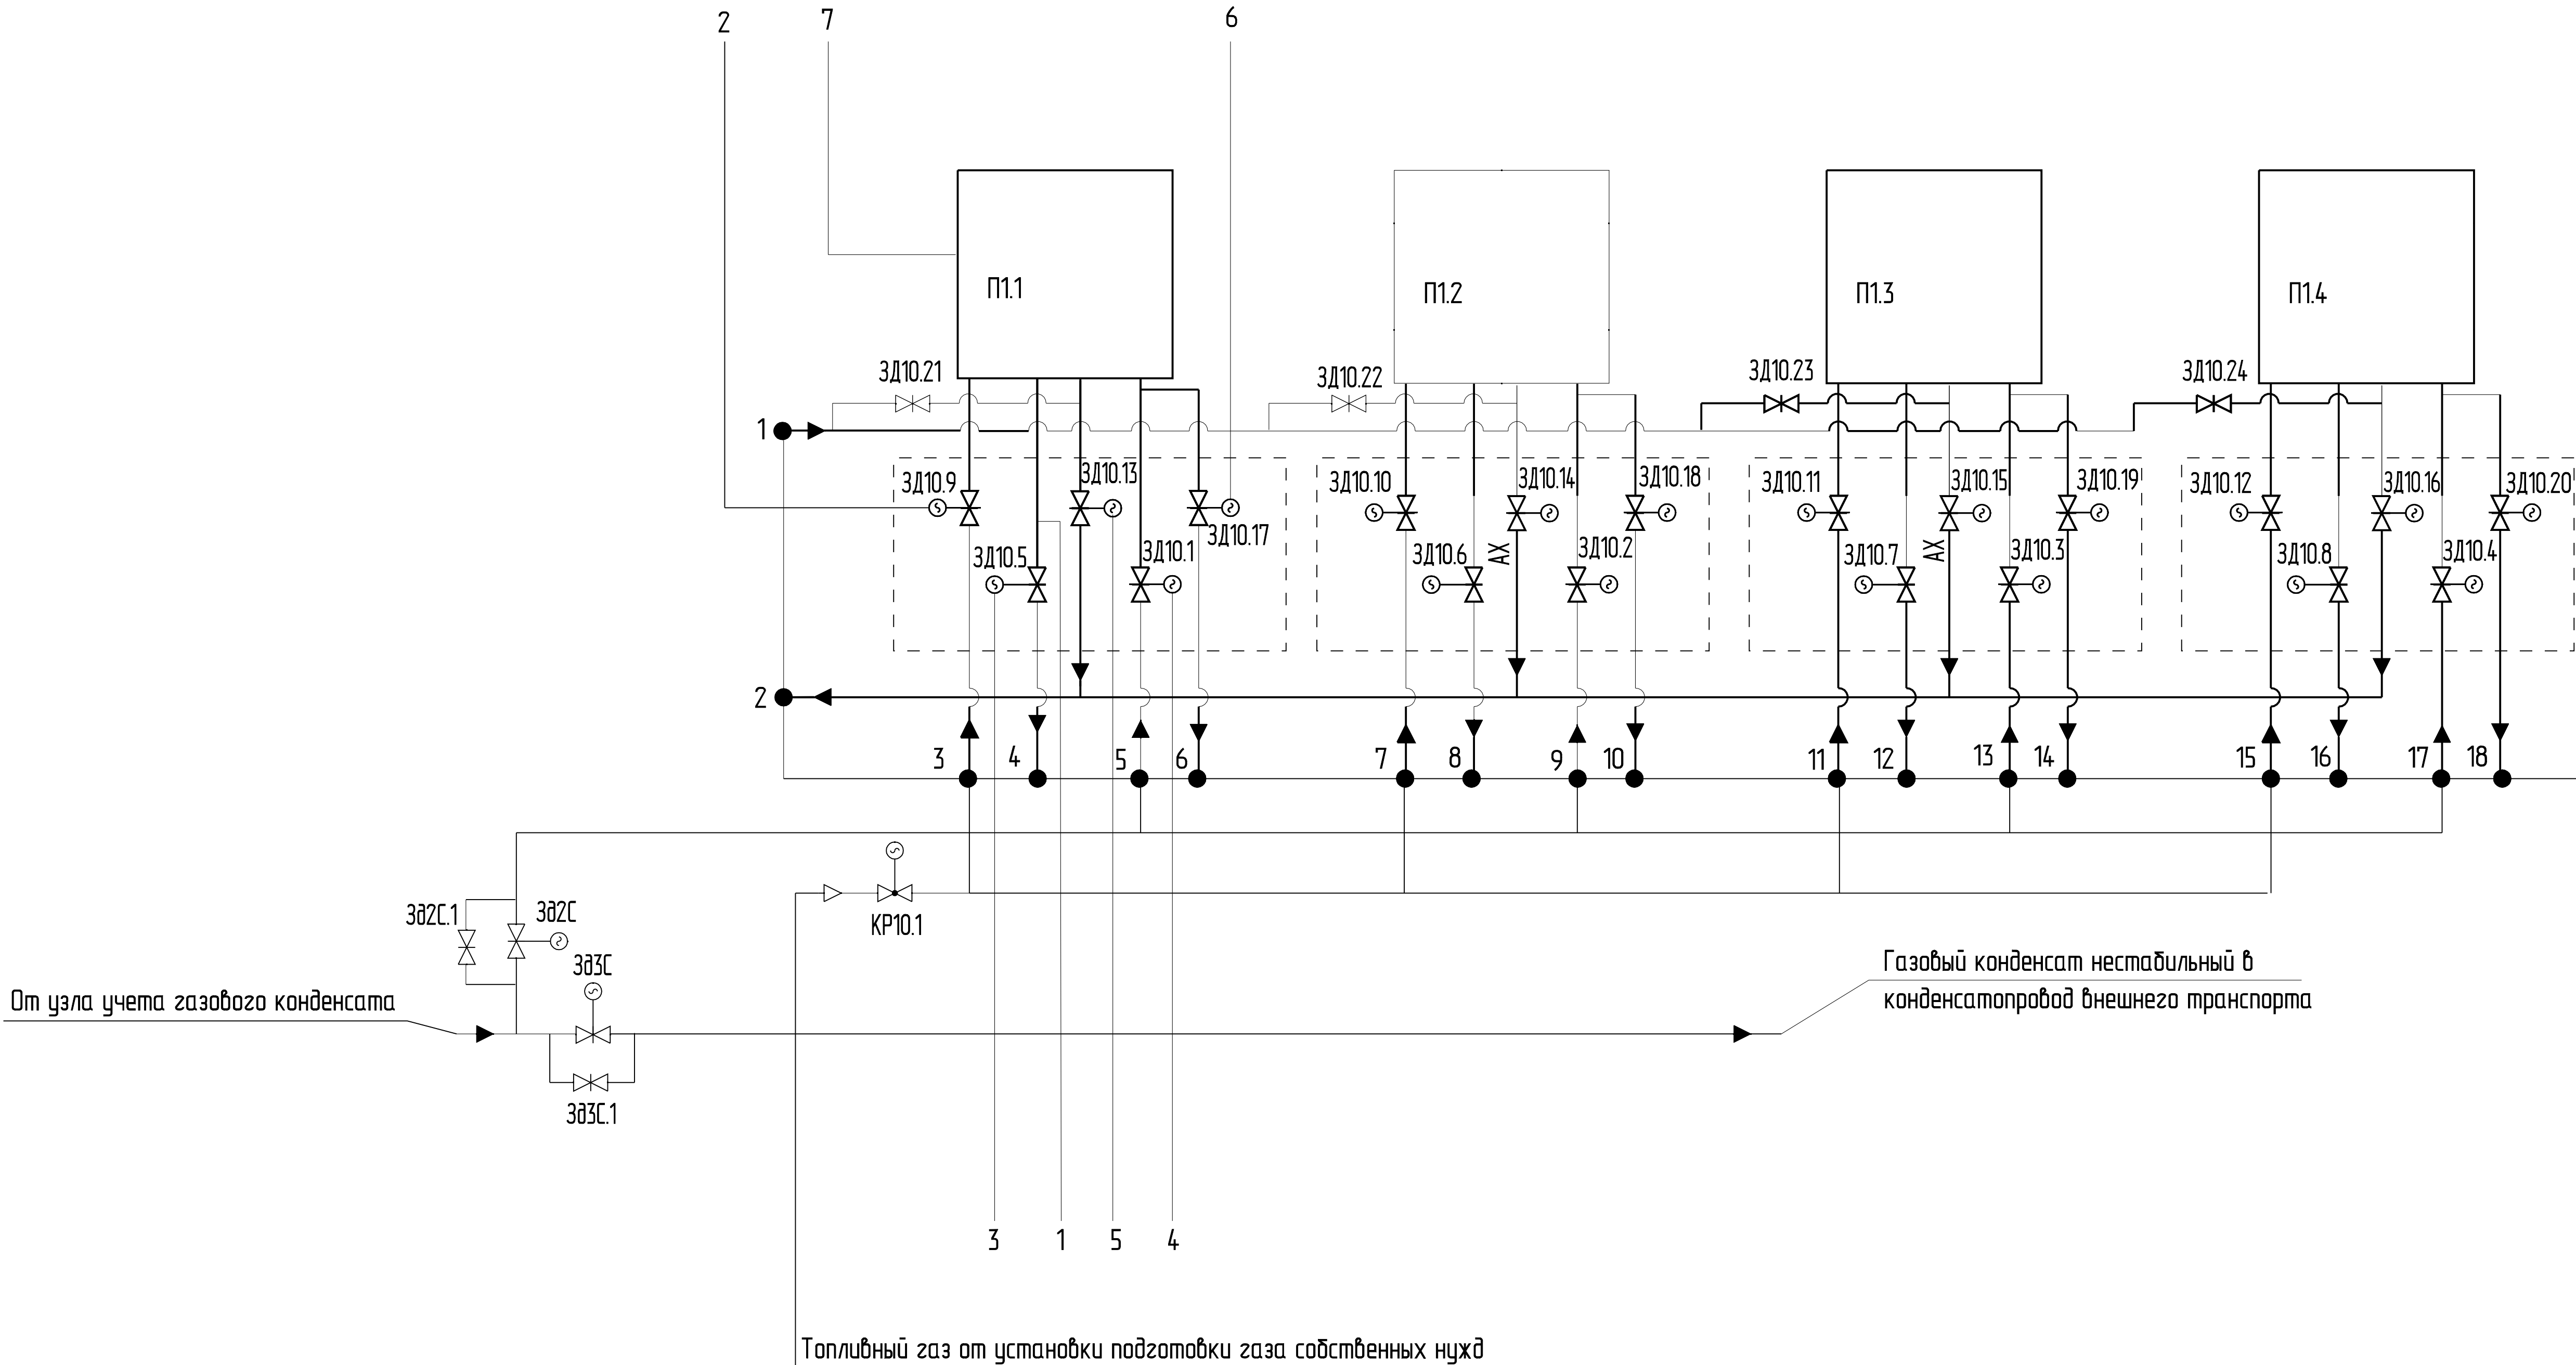 2
7
6
П1.1
П1.2
П1.3
П1.4
ЗД10.21
ЗД10.22
ЗД10.23
ЗД10.24
1
ЗД10.9
ЗД10.13
ЗД10.10
ЗД10.14
ЗД10.18
ЗД10.11
ЗД10.15
ЗД10.19
ЗД10.12
ЗД10.16
ЗД10.20
ЗД10.17
ЗД10.5
ЗД10.1
ЗД10.6
АХ
ЗД10.2
ЗД10.7
АХ
ЗД10.3
ЗД10.8
ЗД10.4
2
3
4
5
6
7
8
9
10
11
12
13
14
15
16
17
18
Зд2С.1
Зд2С
КР10.1
Зд3С
От узла учета газового конденсата
Газовый конденсат нестабильный в
конденсатопровод внешнего транспорта
Зд3С.1
3
1
5
4
Топливный газ от установки подготовки газа собственных нужд